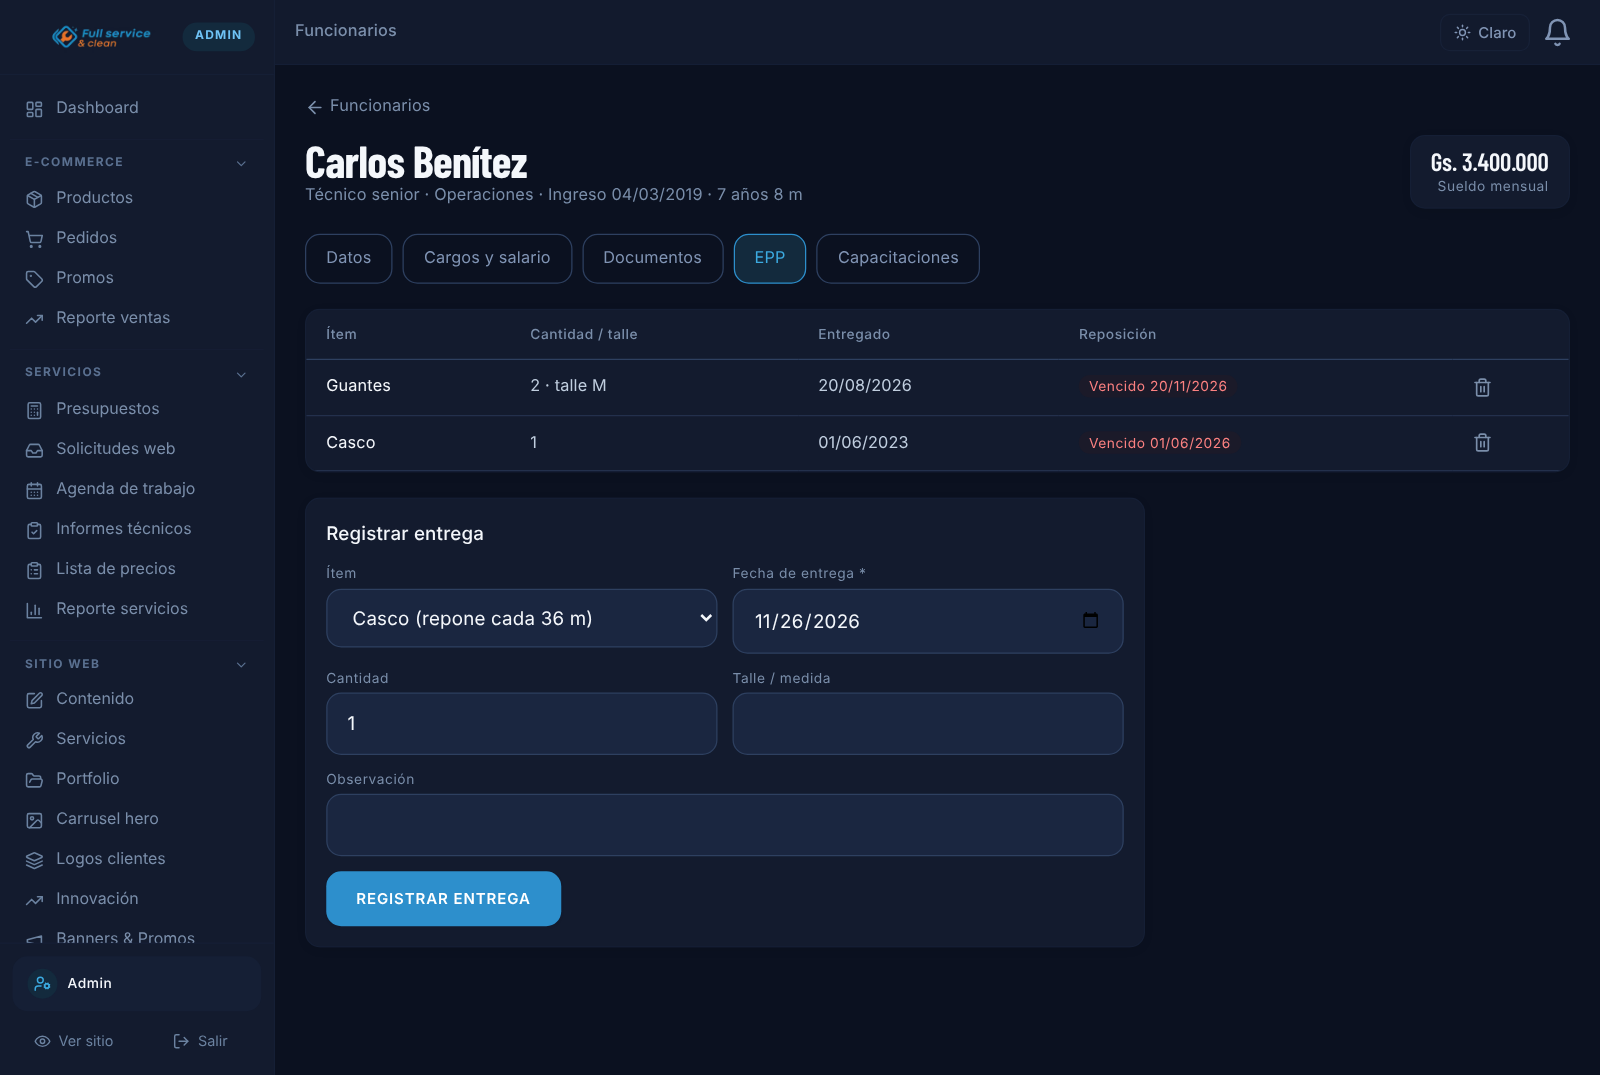 Full service
& clean
ADMIN
Funcionarios
Claro
Dashboard
E-COMMERCE
Productos
Pedidos
Promos
Reporte ventas
SERVICIOS
Presupuestos
Solicitudes web
Agenda de trabajo
Informes técnicos
Lista de precios
Reporte servicios
SITIO WEB
Contenido
Servicios
Portfolio
Carrusel hero
Logos clientes
Innovación
Banners & Promos
Admin
Ver sitio
Salir
Funcionarios
Carlos Benítez
Técnico senior · Operaciones · Ingreso 04/03/2019 · 7 años 8 m
Gs. 3.400.000
Sueldo mensual
Datos
Cargos y salario
Documentos
EPP
Capacitaciones
Ítem Cantidad / talle Entregado Reposición
Guantes 2 · talle M 20/08/2026 Vencido 20/11/2026
Casco 1 01/06/2023 Vencido 01/06/2026
Registrar entrega
Ítem
Casco (repone cada 36 m)
Fecha de entrega *
11/26/2026
Cantidad
1
Talle / medida
Observación
REGISTRAR ENTREGA